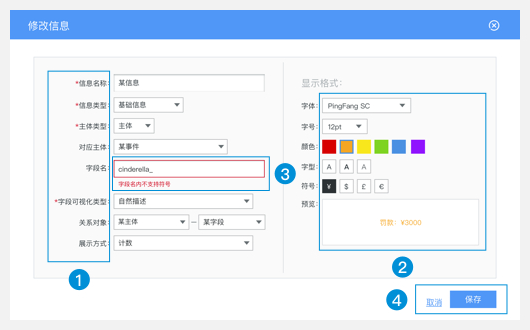 修改信息
*信息名称: 某信息
*信息类型: 基础信息
*主体类型: 主体
对应主体: 某事件
字段名: cinderella_
字段名内不支持符号
*字段可视化类型: 自然描述
关系对象: 某主体 — 某字段
展示方式: 计数
1
3
显示格式:
字体: PingFang SC
字号: 12pt
颜色:
字型: A A A
符号: ¥ $ £ €
预览:
罚款: ¥3000
2
4
取消 保存